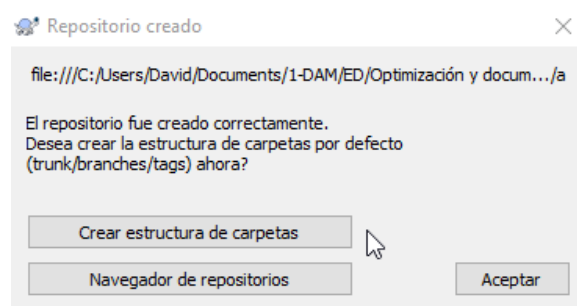 Repositorio creado
file:///C:/Users/David/Documents/1-DAM/ED/Optimización y docum.../a
El repositorio fue creado correctamente.
Desea crear la estructura de carpetas por defecto
(trunk/branches/tags) ahora?
Crear estructura de carpetas
Navegador de repositorios
Aceptar